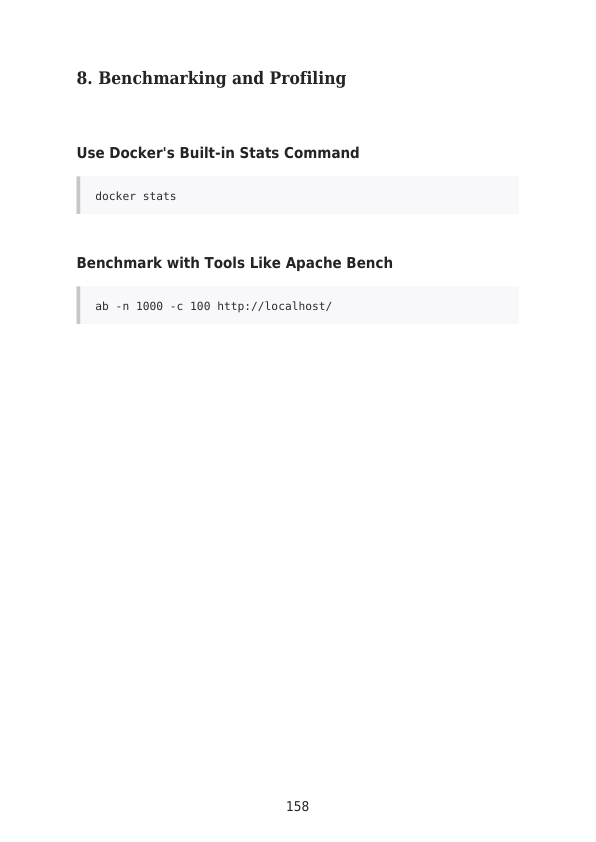 8. Benchmarking and Profiling
Use Docker's Built-in Stats Command
docker stats
Benchmark with Tools Like Apache Bench
ab -n 1000 -c 100 http://localhost/
158